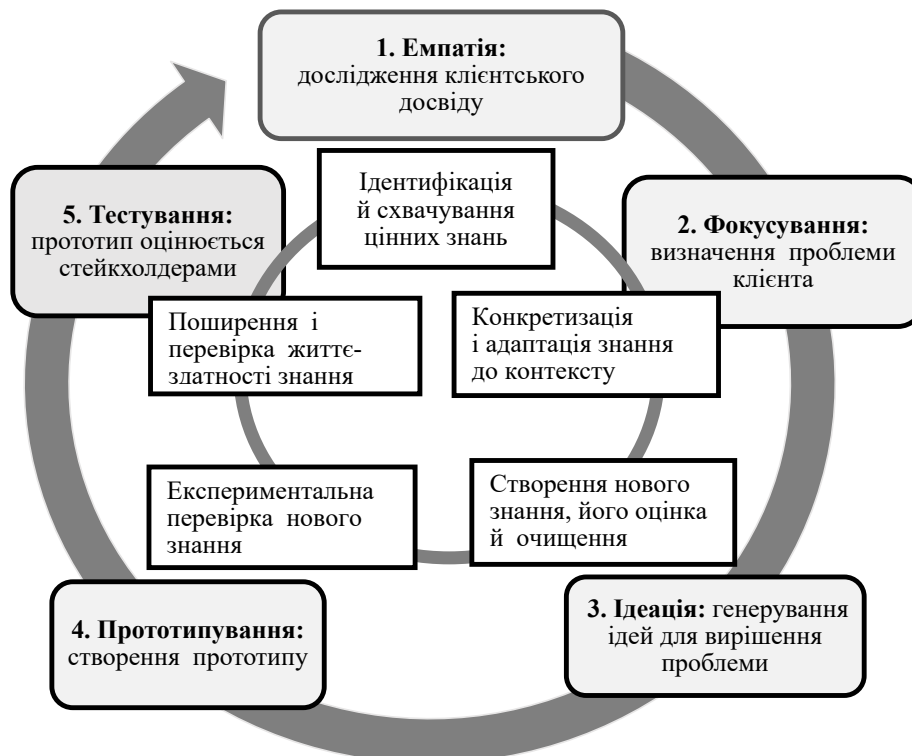 1. Емпатія:
дослідження клієнтського
досвіду
Ідентифікація
й схвачування
цінних знань
2. Фокусування:
визначення проблеми
клієнта
Конкретизація
і адаптація знання
до контексту
3. Ідеація: генерування
ідей для вирішення
проблеми
Створення нового
знання, його оцінка
й очищення
4. Прототипування:
створення прототипу
Експериментальна
перевірка нового
знання
5. Тестування:
прототип оцінюється
стейкхолдерами
Поширення і
перевірка життє-
здатності знання